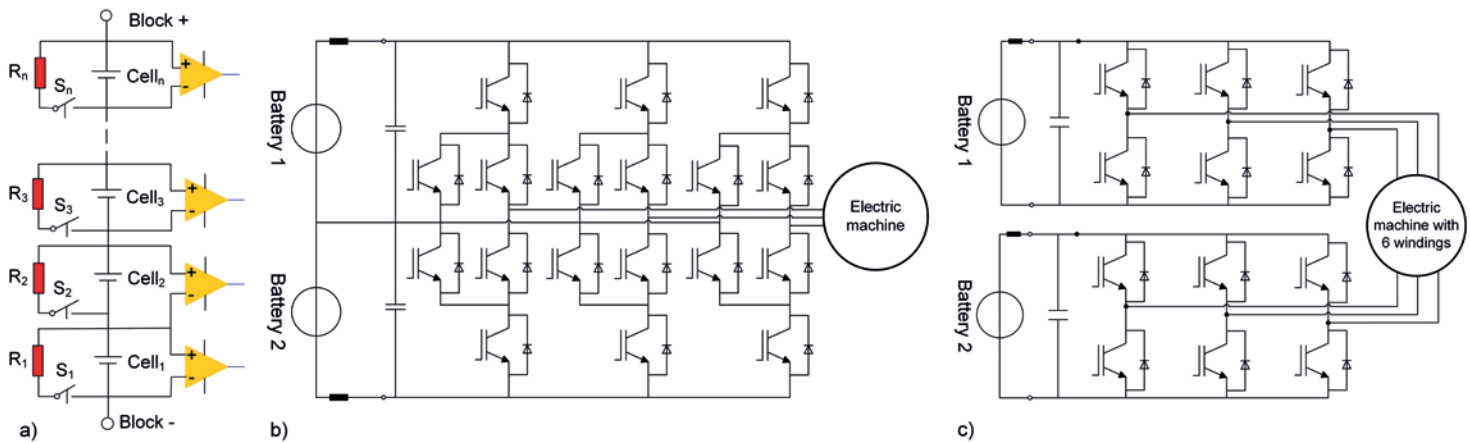 Block +
Rn
Sn
Celln
+
-
R3
S3
Cell3
+
-
R2
S2
Cell2
+
-
R1
S1
Cell1
+
-
Block -
a)
Battery 1
Battery 2
Electric
machine
b)
Battery 1
Battery 2
Electric
machine with
6 windings
c)